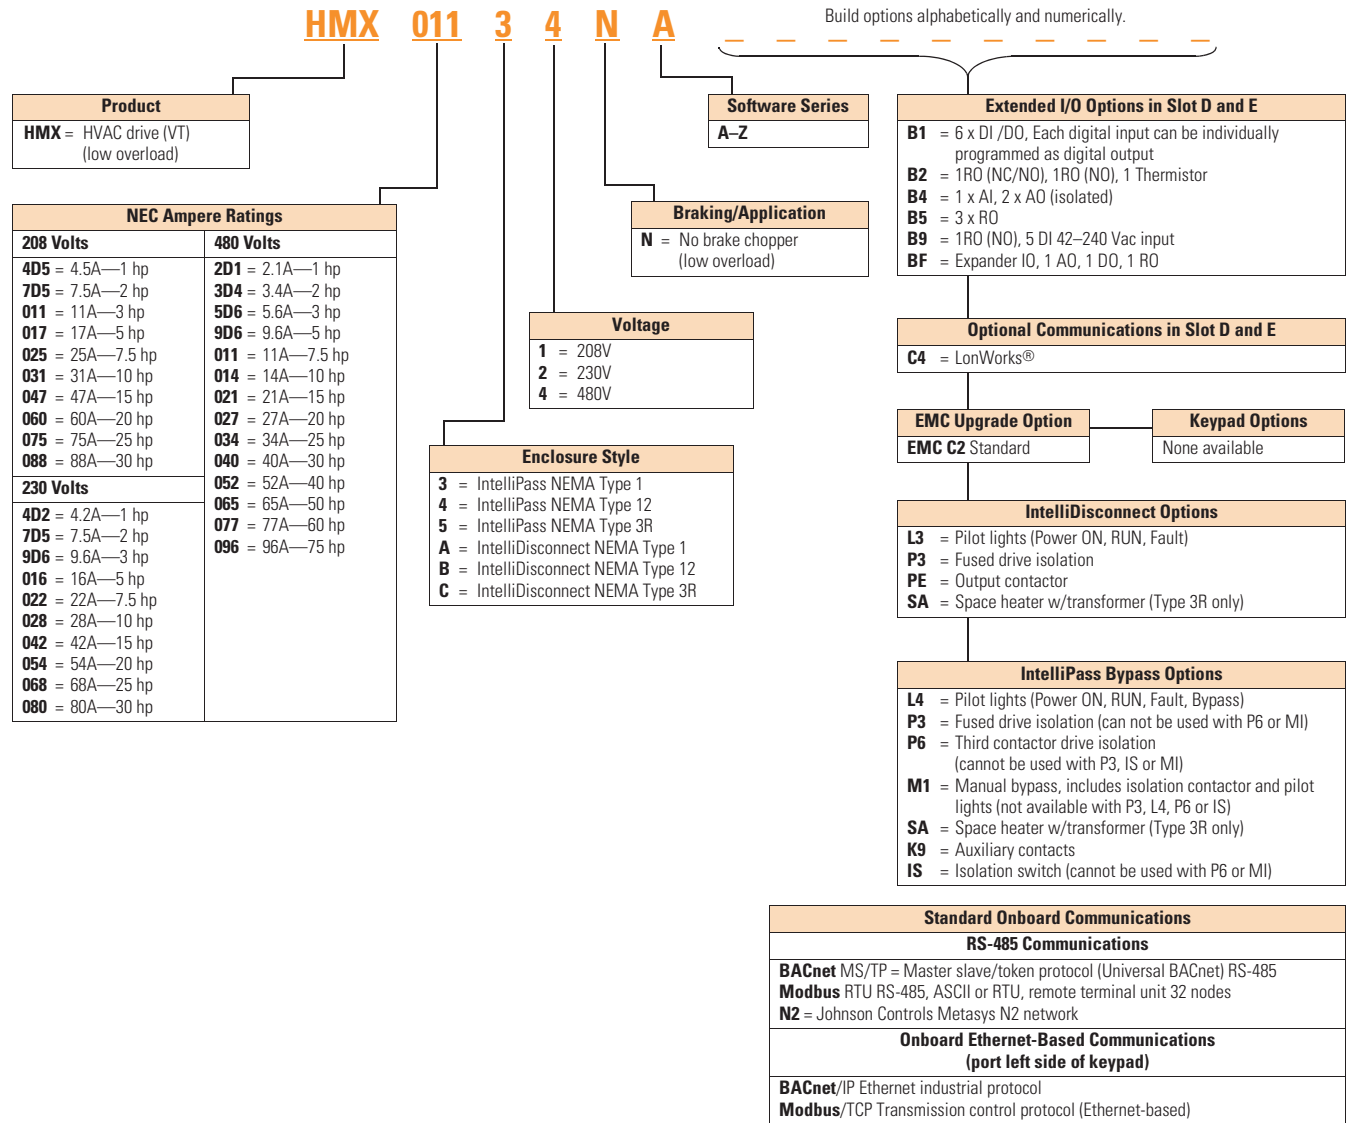 HMX 011 3 4 N A _ _ _ _ _ _ _ _ _ _
Build options alphabetically and numerically.
Product
HMX = HVAC drive (VT)
(low overload)
NEC Ampere Ratings
208 Volts
4D5 = 4.5A—1 hp
7D5 = 7.5A—2 hp
011 = 11A—3 hp
017 = 17A—5 hp
025 = 25A—7.5 hp
031 = 31A—10 hp
047 = 47A—15 hp
060 = 60A—20 hp
075 = 75A—25 hp
088 = 88A—30 hp
230 Volts
4D2 = 4.2A—1 hp
7D5 = 7.5A—2 hp
9D6 = 9.6A—3 hp
016 = 16A—5 hp
022 = 22A—7.5 hp
028 = 28A—10 hp
042 = 42A—15 hp
054 = 54A—20 hp
068 = 68A—25 hp
080 = 80A—30 hp
480 Volts
2D1 = 2.1A—1 hp
3D4 = 3.4A—2 hp
5D6 = 5.6A—3 hp
9D6 = 9.6A—5 hp
011 = 11A—7.5 hp
014 = 14A—10 hp
021 = 21A—15 hp
027 = 27A—20 hp
034 = 34A—25 hp
040 = 40A—30 hp
052 = 52A—40 hp
065 = 65A—50 hp
077 = 77A—60 hp
096 = 96A—75 hp
Enclosure Style
3 = IntelliPass NEMA Type 1
4 = IntelliPass NEMA Type 12
5 = IntelliPass NEMA Type 3R
A = IntelliDisconnect NEMA Type 1
B = IntelliDisconnect NEMA Type 12
C = IntelliDisconnect NEMA Type 3R
Voltage
1 = 208V
2 = 230V
4 = 480V
Braking/Application
N = No brake chopper
(low overload)
Software Series
A–Z
Extended I/O Options in Slot D and E
B1 = 6 x DI /DO, Each digital input can be individually
programmed as digital output
B2 = 1RO (NC/NO), 1RO (NO), 1 Thermistor
B4 = 1 x AI, 2 x AO (isolated)
B5 = 3 x RO
B9 = 1RO (NO), 5 DI 42–240 Vac input
BF = Expander IO, 1 AO, 1 DO, 1 RO
Optional Communications in Slot D and E
C4 = LonWorks®
EMC Upgrade Option
EMC C2 Standard
Keypad Options
None available
IntelliDisconnect Options
L3 = Pilot lights (Power ON, RUN, Fault)
P3 = Fused drive isolation
PE = Output contactor
SA = Space heater w/transformer (Type 3R only)
IntelliPass Bypass Options
L4 = Pilot lights (Power ON, RUN, Fault, Bypass)
P3 = Fused drive isolation (can not be used with P6 or MI)
P6 = Third contactor drive isolation
(cannot be used with P3, IS or MI)
M1 = Manual bypass, includes isolation contactor and pilot
lights (not available with P3, L4, P6 or IS)
SA = Space heater w/transformer (Type 3R only)
K9 = Auxiliary contacts
IS = Isolation switch (cannot be used with P6 or MI)
Standard Onboard Communications
RS-485 Communications
BACnet MS/TP = Master slave/token protocol (Universal BACnet) RS-485
Modbus RTU RS-485, ASCII or RTU, remote terminal unit 32 nodes
N2 = Johnson Controls Metasys N2 network
Onboard Ethernet-Based Communications
(port left side of keypad)
BACnet/IP Ethernet industrial protocol
Modbus/TCP Transmission control protocol (Ethernet-based)